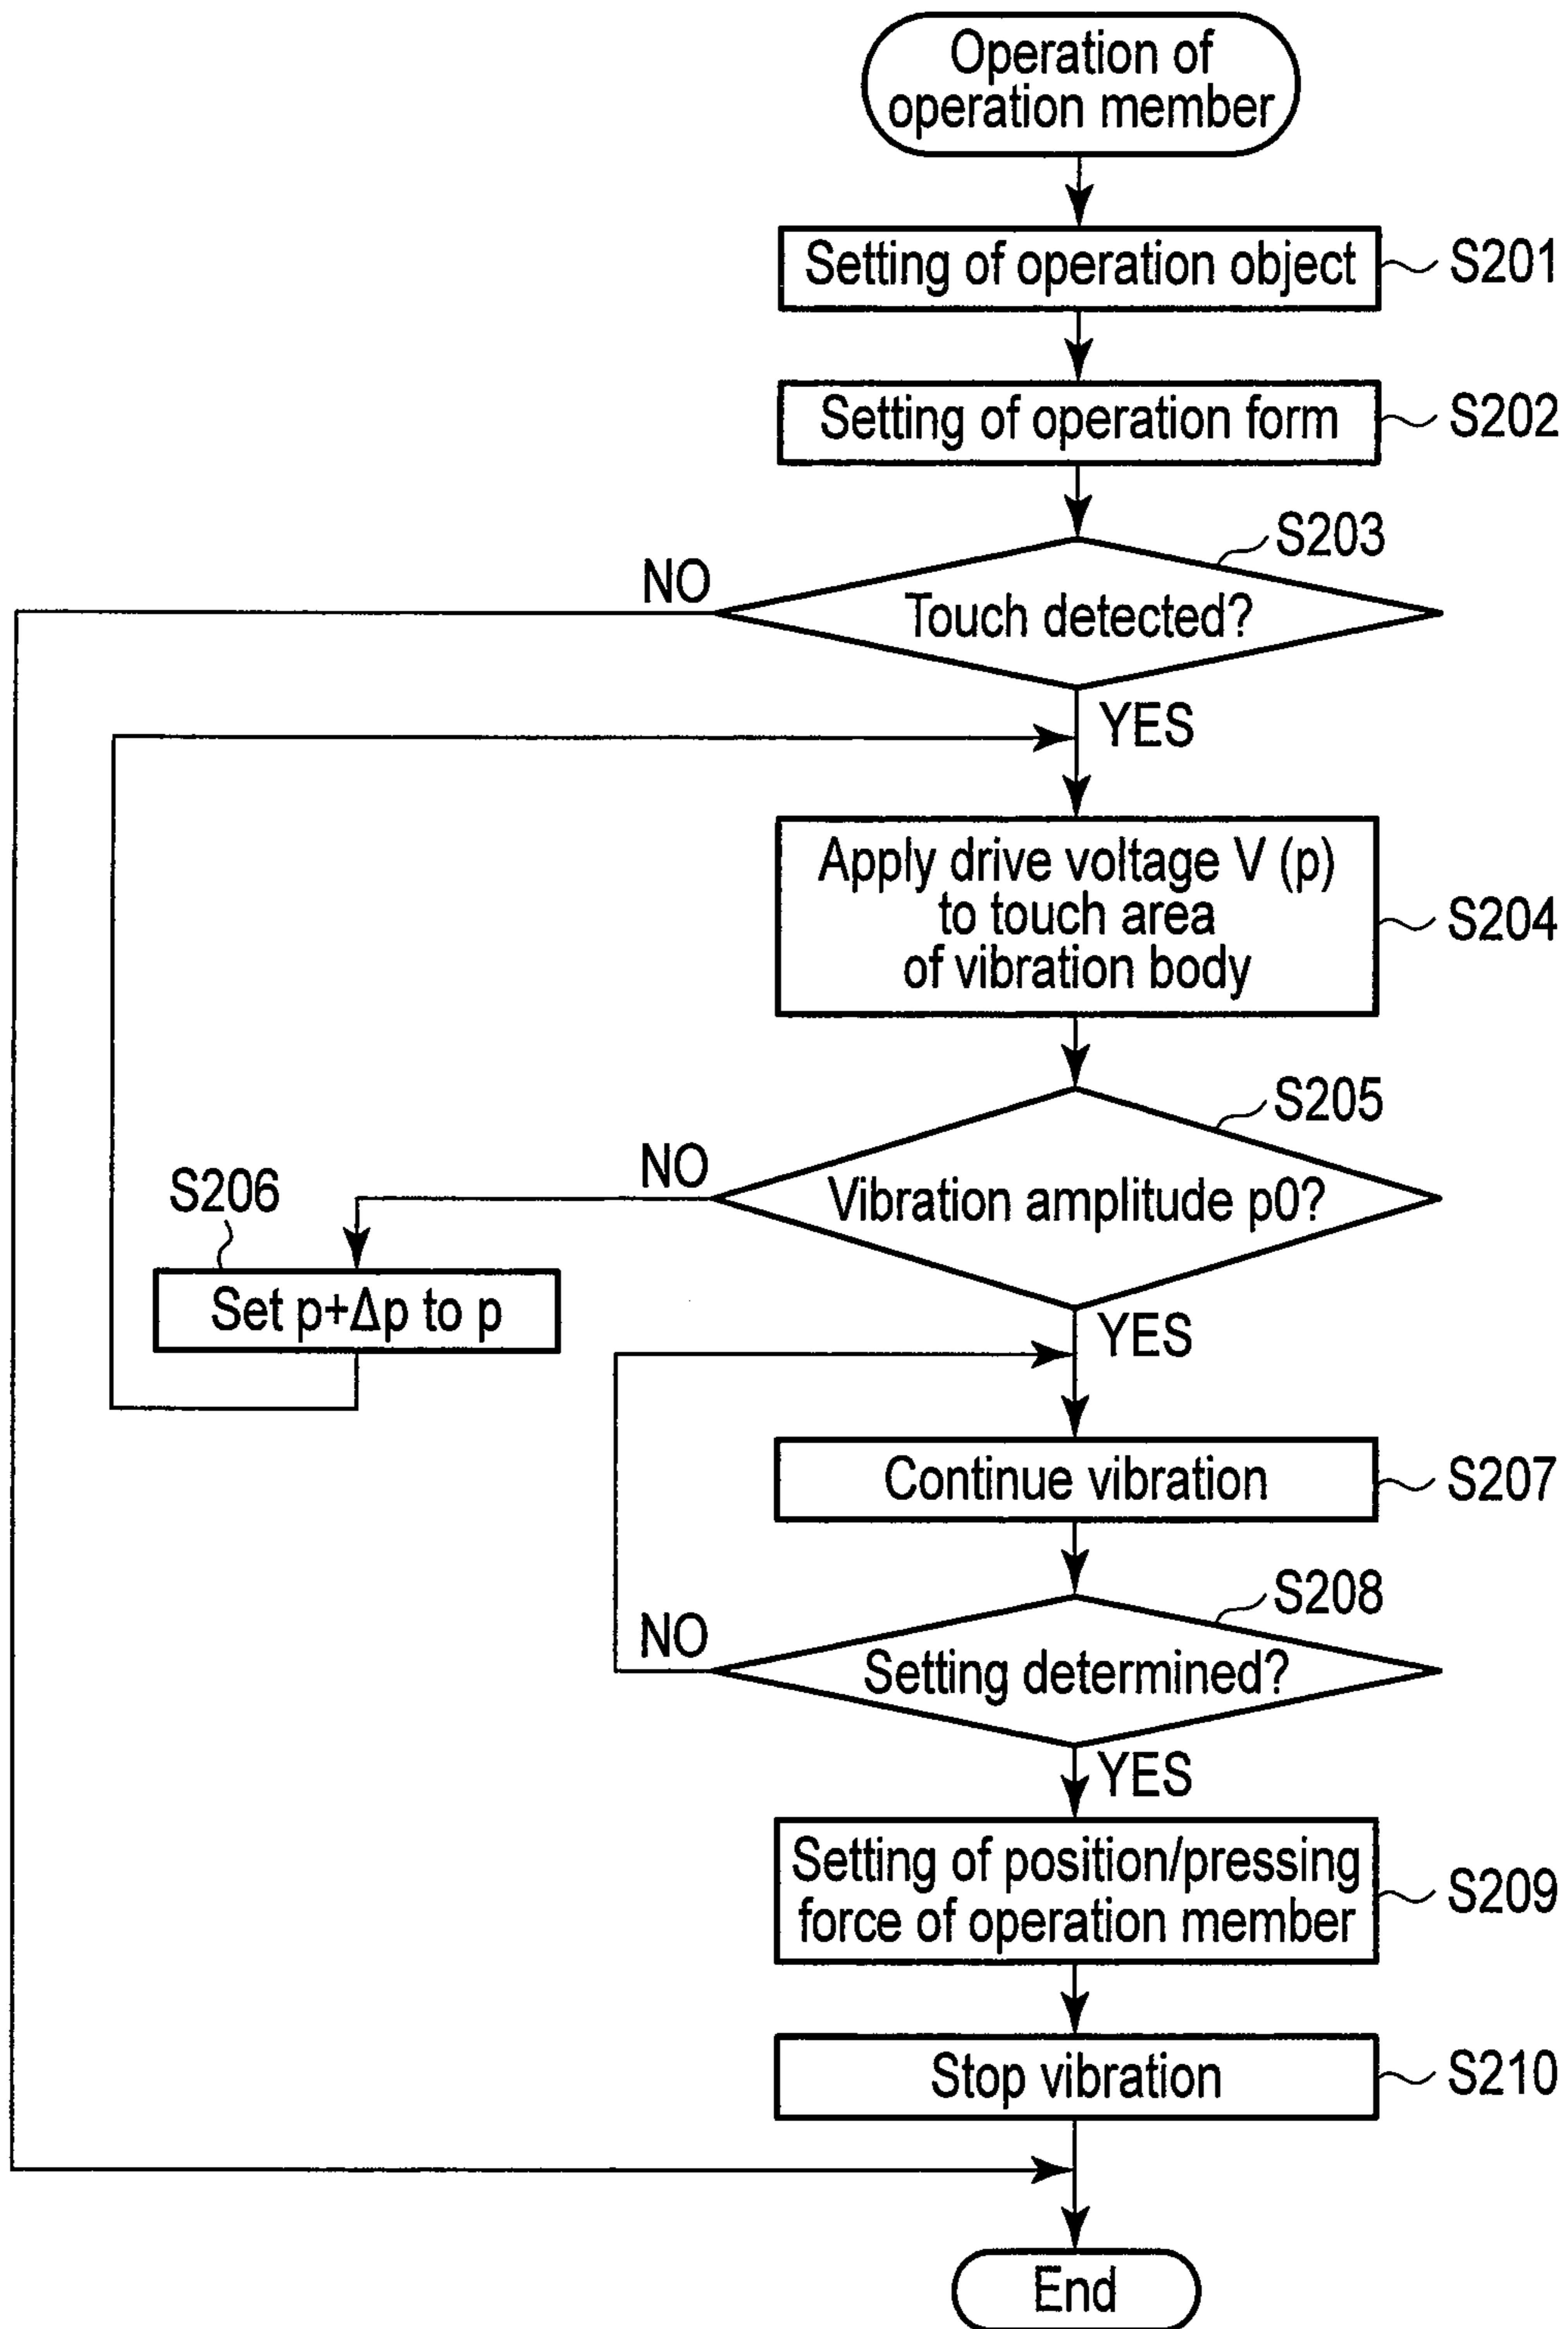 Operation of
operation member
Setting of operation object
S201
Setting of operation form
S202
S203
NO
Touch detected?
YES
Apply drive voltage V (p)
to touch area
of vibration body
S204
S205
NO
Vibration amplitude p0?
S206
Set p+Δp to p
YES
Continue vibration
S207
S208
NO
Setting determined?
YES
Setting of position/pressing
force of operation member
S209
Stop vibration
S210
End